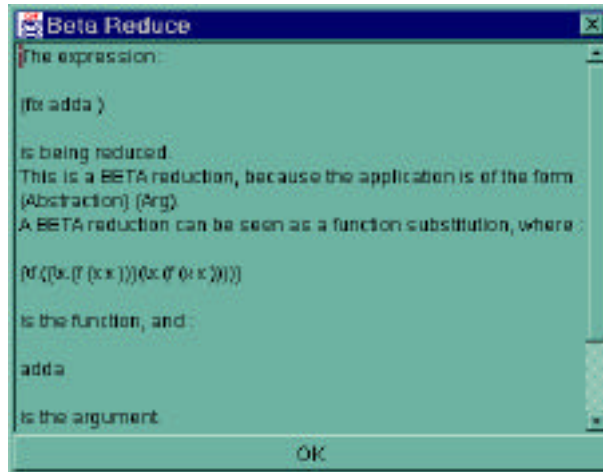 Beta Reduce
The expression :
(fix adda )
is being reduced.
This is a BETA reduction, because the application is of the form
(Abstraction) (Arg).
A BETA reduction can be seen as a function substitution, where :
(\f.((\x.(f (x x )))(\x.(f (x x )))))
is the function, and :
adda
is the argument.
OK